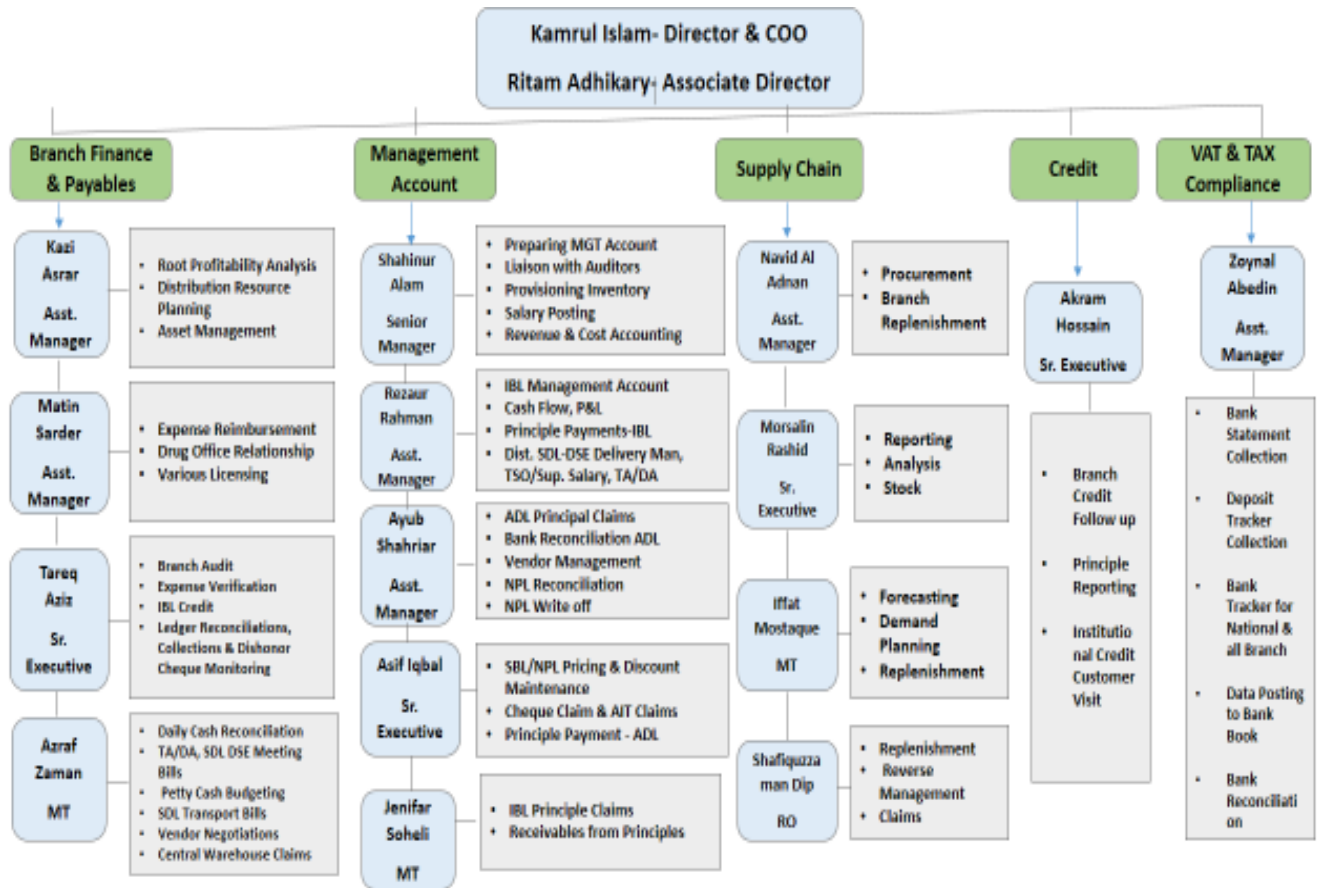 Kamrul Islam- Director & COO
Ritam Adhikary- Associate Director
Branch Finance
& Payables
Kazi
Asrar
Asst.
Manager
• Root Profitability Analysis
• Distribution Resource
Planning
• Asset Management
Matin
Sarder
Asst.
Manager
• Expense Reimbursement
• Drug Office Relationship
• Various Licensing
Tareq
Aziz
Sr.
Executive
• Branch Audit
• Expense Verification
• IBL Credit
• Ledger Reconciliations,
Collections & Dishonor
Cheque Monitoring
Azraf
Zaman
MT
• Daily Cash Reconciliation
• TA/DA, SDL DSE Meeting
Bills
• Petty Cash Budgeting
• SDL Transport Bills
• Vendor Negotiations
• Central Warehouse Claims
Management
Account
Shahinur
Alam
Senior
Manager
• Preparing MGT Account
• Liaison with Auditors
• Provisioning Inventory
• Salary Posting
• Revenue & Cost Accounting
Rezaur
Rahman
Asst.
Manager
• IBL Management Account
• Cash Flow, P&L
• Principle Payments-IBL
• Dist. SDL-DSE Delivery Man,
TSO/Sup. Salary, TA/DA
Ayub
Shahriar
Asst.
Manager
• ADL Principal Claims
• Bank Reconciliation ADL
• Vendor Management
• NPL Reconciliation
• NPL Write off
Asif Iqbal
Sr.
Executive
• SBL/NPL Pricing & Discount
Maintenance
• Cheque Claim & AIT Claims
• Principle Payment - ADL
Jenifar
Soheli
MT
• IBL Principle Claims
• Receivables from Principles
Supply Chain
Navid Al
Adnan
Asst.
Manager
• Procurement
• Branch
Replenishment
Morsalin
Rashid
Sr.
Executive
• Reporting
• Analysis
• Stock
Iffat
Mostaque
MT
• Forecasting
• Demand
Planning
• Replenishment
Shafiquzza
man Dip
RO
• Replenishment
• Reverse
Management
• Claims
Credit
Akram
Hossain
Sr. Executive
• Branch
Credit
Follow up
• Principle
Reporting
• Institutio
nal Credit
Customer
Visit
VAT & TAX
Compliance
Zoynal
Abedin
Asst.
Manager
• Bank
Statement
Collection
• Deposit
Tracker
Collection
• Bank
Tracker for
National &
all Branch
• Data Posting
to Bank
Book
• Bank
Reconciliati
on